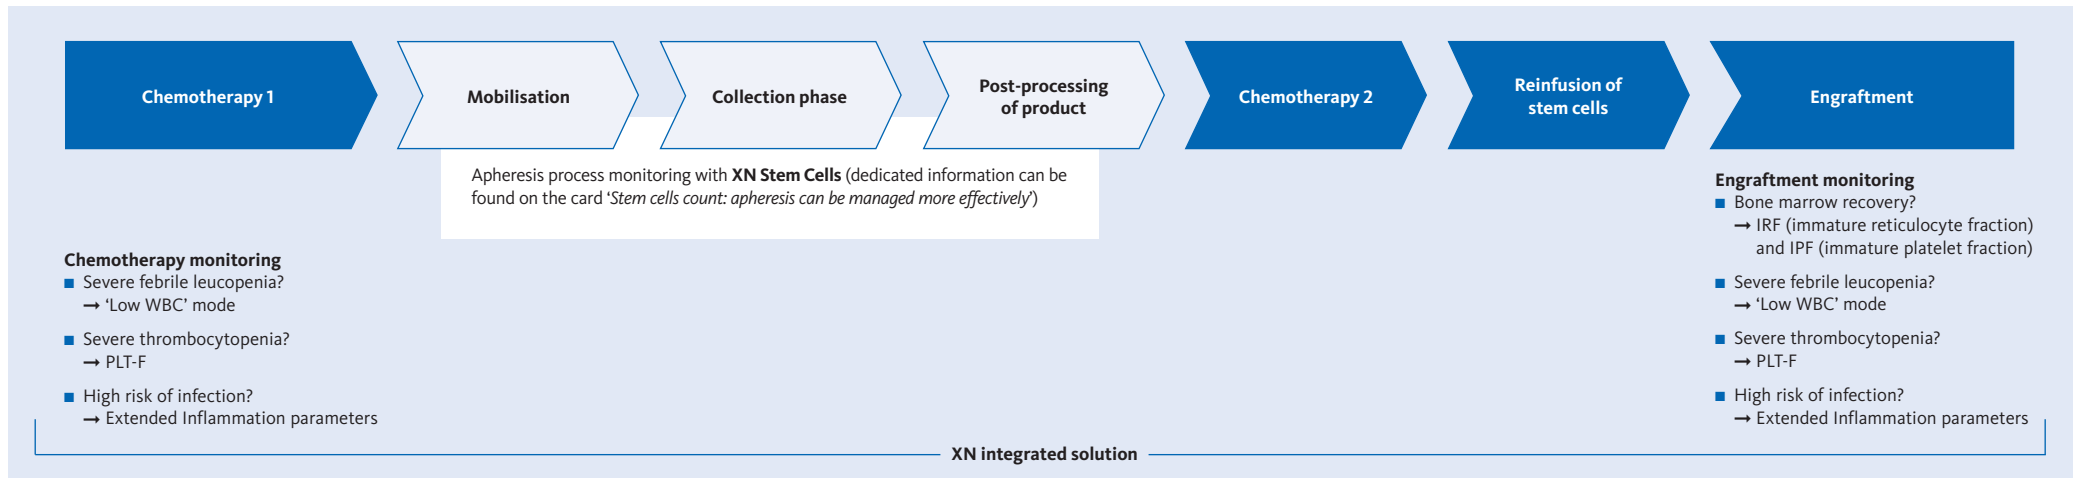 Chemotherapy 1
Mobilisation
Collection phase
Post-processing
of product
Chemotherapy 2
Reinfusion of
stem cells
Engraftment
Apheresis process monitoring with XN Stem Cells (dedicated information can be
found on the card ‘Stem cells count: apheresis can be managed more effectively’)
Chemotherapy monitoring
■ Severe febrile leucopenia?
→ ‘Low WBC’ mode
■ Severe thrombocytopenia?
→ PLT-F
■ High risk of infection?
→ Extended Inflammation parameters
Engraftment monitoring
■ Bone marrow recovery?
→ IRF (immature reticulocyte fraction)
and IPF (immature platelet fraction)
■ Severe febrile leucopenia?
→ ‘Low WBC’ mode
■ Severe thrombocytopenia?
→ PLT-F
■ High risk of infection?
→ Extended Inflammation parameters
XN integrated solution